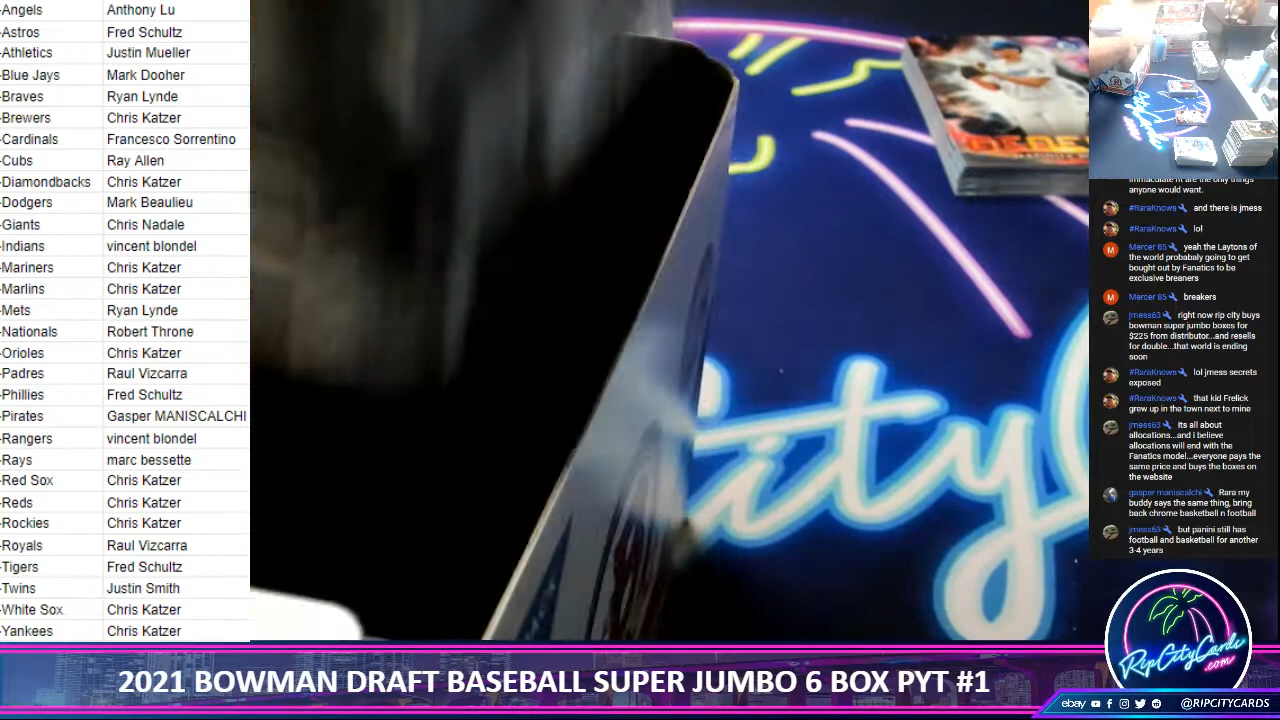 -Angels Anthony Lu
-Astros Fred Schultz
-Athletics Justin Mueller
-Blue Jays Mark Dooher
-Braves Ryan Lynde
-Brewers Chris Katzer
-Cardinals Francesco Sorrentino
-Cubs Ray Allen
-Diamondbacks Chris Katzer
-Dodgers Mark Beaulieu
-Giants Chris Nadale
-Indians vincent blondel
-Mariners Chris Katzer
-Marlins Chris Katzer
-Mets Ryan Lynde
-Nationals Robert Throne
-Orioles Chris Katzer
-Padres Raul Vizcarra
-Phillies Fred Schultz
-Pirates Gasper MANISCALCHI
-Rangers vincent blondel
-Rays marc bessette
-Red Sox Chris Katzer
-Reds Chris Katzer
-Rockies Chris Katzer
-Royals Raul Vizcarra
-Tigers Fred Schultz
-Twins Justin Smith
-White Sox Chris Katzer
-Yankees Chris Katzer
ityC
anyone would want.
#RaraKnows and there is jmess
#RaraKnows lol
M Mercer 85 yeah the Laytons of
the world probabaly going to get
bought out by Fanatics to be
exclusive breaners
M Mercer 85 breakers
jmess63 right now rip city buys
bowman super jumbo boxes for
$225 from distributor...and resells
for double...that world is ending
soon
#RaraKnows lol jmess secrets
exposed
#RaraKnows that kid Frelick
grew up in the town next to mine
jmess63 its all about
allocations...and i believe
allocations will end with the
Fanatics model...everyone pays the
same price and buys the boxes on
the website
gasper maniscalchi Rara my
buddy says the same thing, bring
back chrome basketball n football
jmess63 but panini still has
football and basketball for another
3-4 years
RipCityCards
.com
2021 BOWMAN DRAFT BASEBALL SUPER JUMBO 6 BOX PYT #1
ebay @RIPCITYCARDS